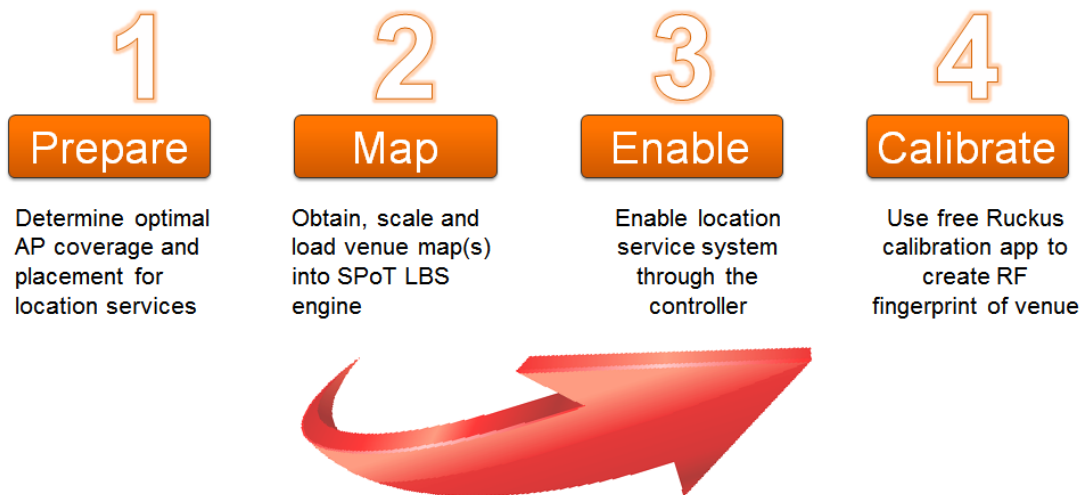 1
Prepare
Determine optimal
AP coverage and
placement for
location services
2
Map
Obtain, scale and
load venue map(s)
into SPoT LBS
engine
3
Enable
Enable location
service system
through the
controller
4
Calibrate
Use free Ruckus
calibration app to
create RF
fingerprint of venue